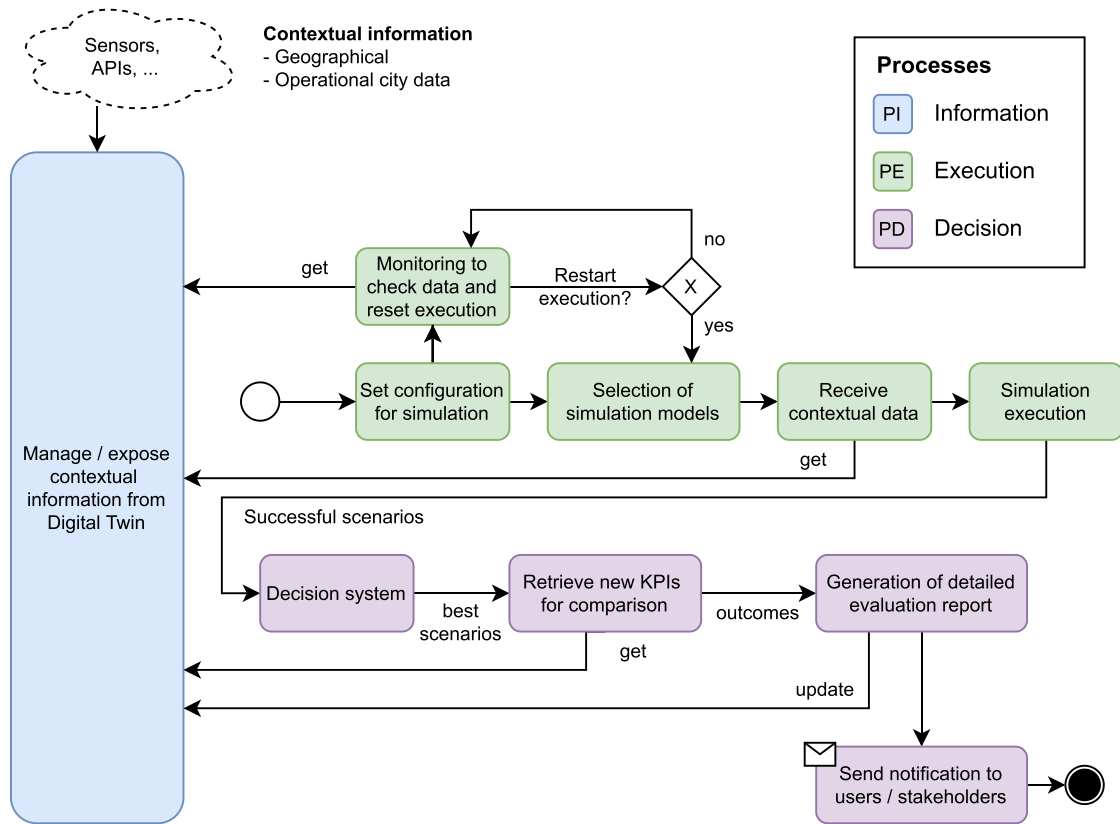 Sensors,
APIs, ...
Contextual information
- Geographical
- Operational city data
Processes
PI Information
PE Execution
PD Decision
no
Monitoring to
check data and
reset execution
get
Restart
execution?
X
yes
Set configuration
for simulation
Selection of
simulation models
Receive
contextual data
Simulation
execution
get
Manage / expose
contextual
information from
Digital Twin
Successful scenarios
Decision system
best
scenarios
Retrieve new KPIs
for comparison
outcomes
Generation of detailed
evaluation report
get
update
Send notification to
users / stakeholders